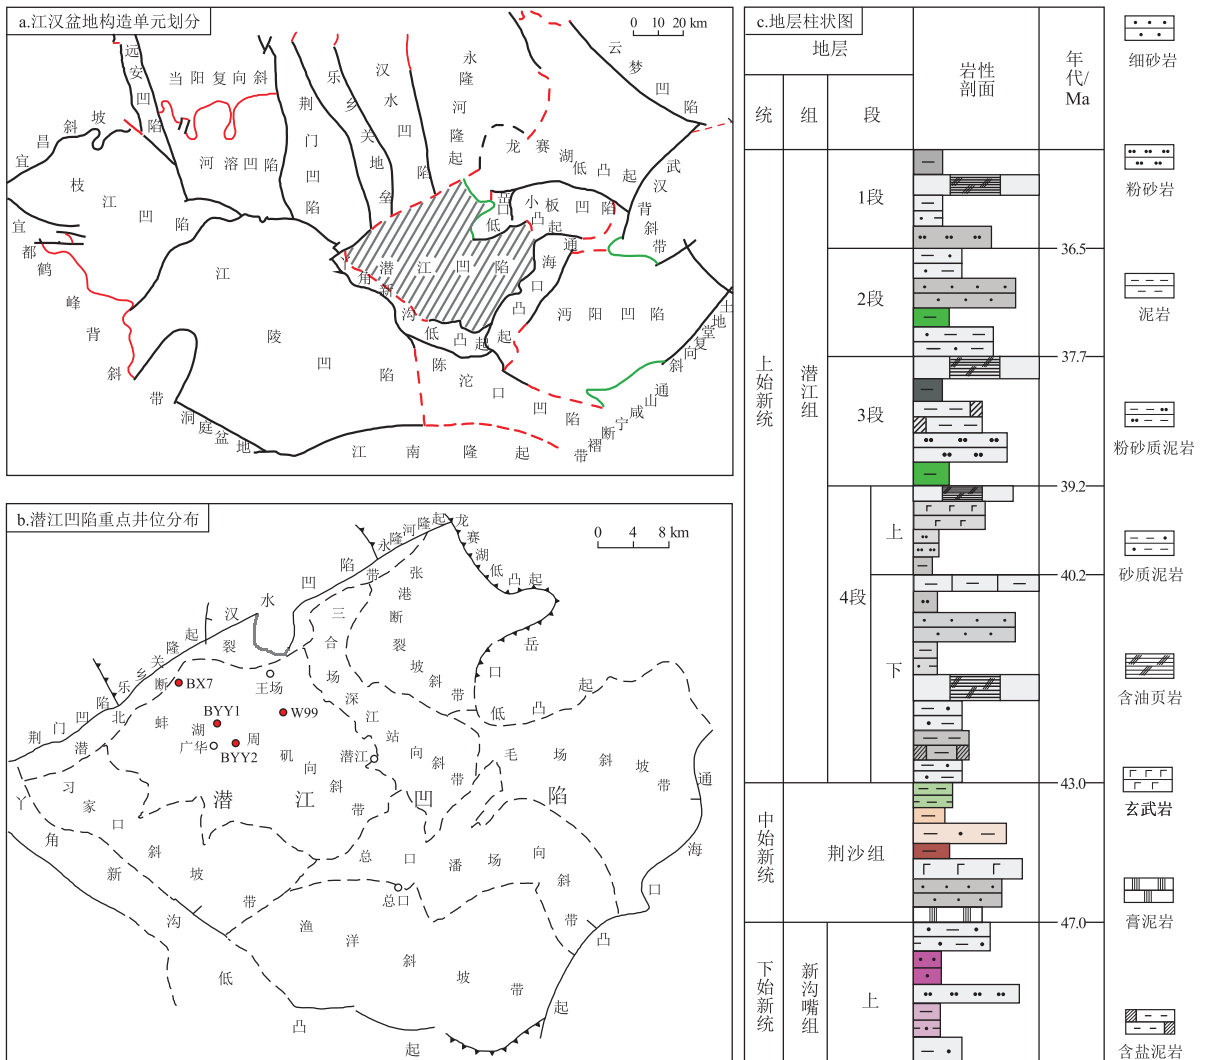 a.江汉盆地构造单元划分
0 10 20 km
远安凹陷
当阳复向斜
河溶凹陷
荆门凹陷
乐乡关地垒
汉水凹陷
永隆河隆起
云梦凹陷
龙赛湖低凸起
武汉背斜带
宜昌斜坡
枝江凹陷
宜都鹤峰背斜带
江陵凹陷
潜江凹陷
岳口低凸起
小板凹陷
通海口凸起
沔阳凹陷
丫角新沟低凸起
陈沱口凹陷
洞庭盆地
江南隆起
土地堂复向斜
通山咸宁断褶带
b.潜江凹陷重点井位分布
0 4 8 km
荆门凹陷
乐乡关隆起
汉水凹陷
永隆河隆起
龙赛湖低凸起
岳口低凸起
潜北断裂带
三合场
张港断裂坡斜带
深江站向斜带
王场
BX7
BYY1
W99
BYY2
广华
潜江
蚌湖
周矶向斜带
毛场斜坡带
通海口凸起
潜江凹陷
习家口斜坡带
丫角新沟低凸起
总口潘场向斜带
总口
渔洋斜坡带
c.地层柱状图
地层
统
组
段
岩性
剖面
年
代/
Ma
上始新统
潜江组
1段
36.5
2段
37.7
3段
39.2
4段
上
40.2
下
43.0
中始新统
荆沙组
47.0
下始新统
新沟嘴组
上
细砂岩
粉砂岩
泥岩
粉砂质泥岩
砂质泥岩
含油页岩
玄武岩
膏泥岩
含盐泥岩